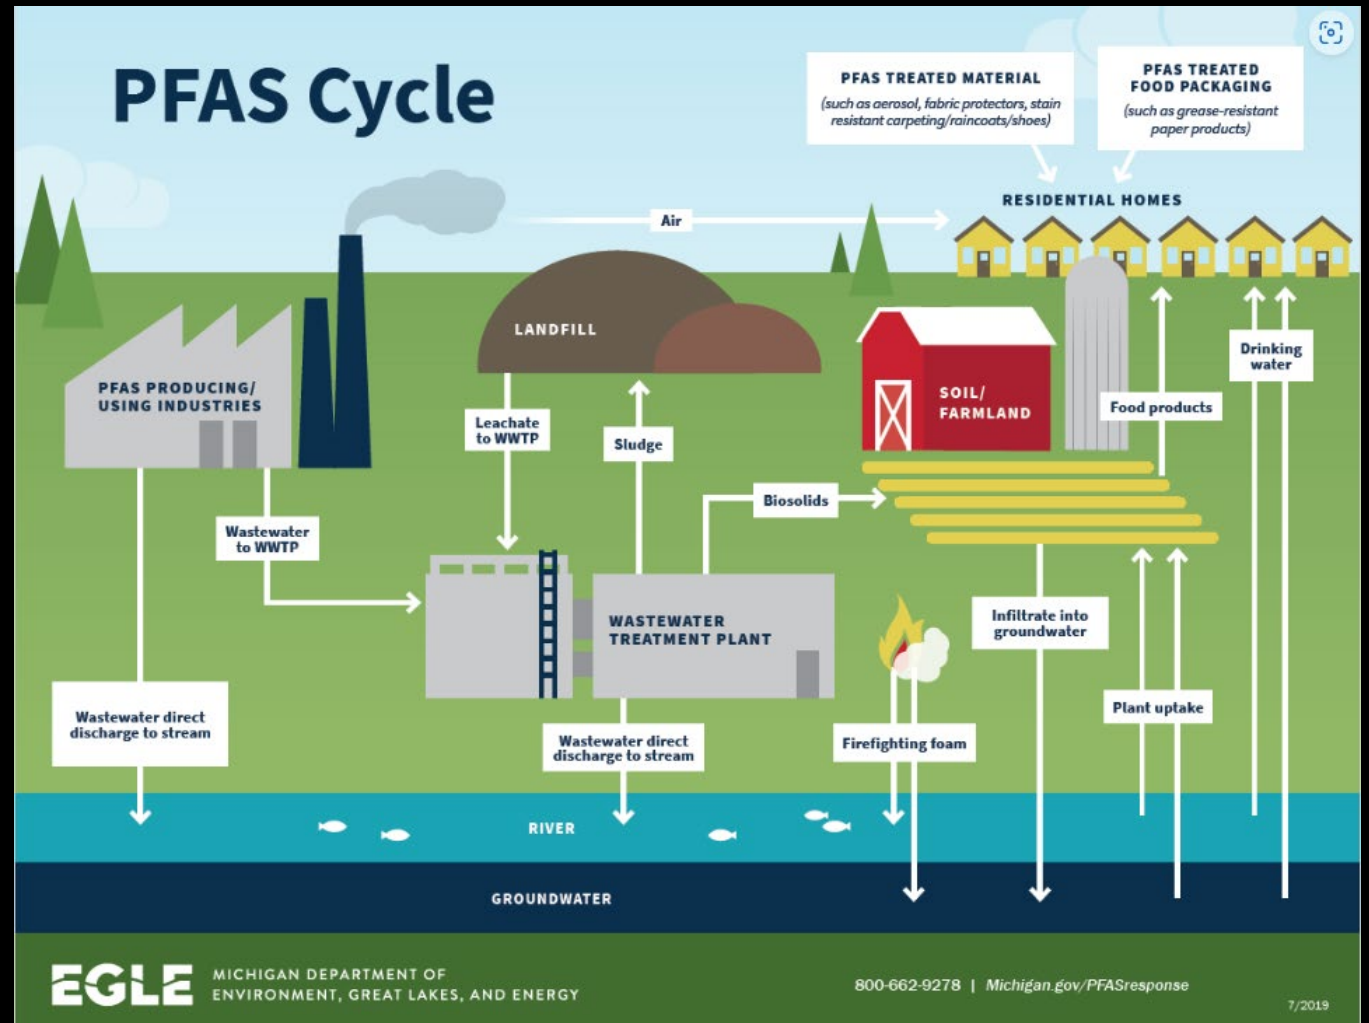 PFAS Cycle
PFAS TREATED MATERIAL
(such as aerosol, fabric protectors, stain
resistant carpeting/raincoats/shoes)
PFAS TREATED
FOOD PACKAGING
(such as grease-resistant
paper products)
RESIDENTIAL HOMES
Air
LANDFILL
PFAS PRODUCING/
USING INDUSTRIES
Leachate
to WWTP
Sludge
SOIL/
FARMLAND
Food products
Drinking
water
Biosolids
Wastewater
to WWTP
WASTEWATER
TREATMENT PLANT
Infiltrate into
groundwater
Plant uptake
Wastewater direct
discharge to stream
Wastewater direct
discharge to stream
Firefighting foam
RIVER
GROUNDWATER
EGLE
MICHIGAN DEPARTMENT OF
ENVIRONMENT, GREAT LAKES, AND ENERGY
800-662-9278 | Michigan.gov/PFASresponse
7/2019